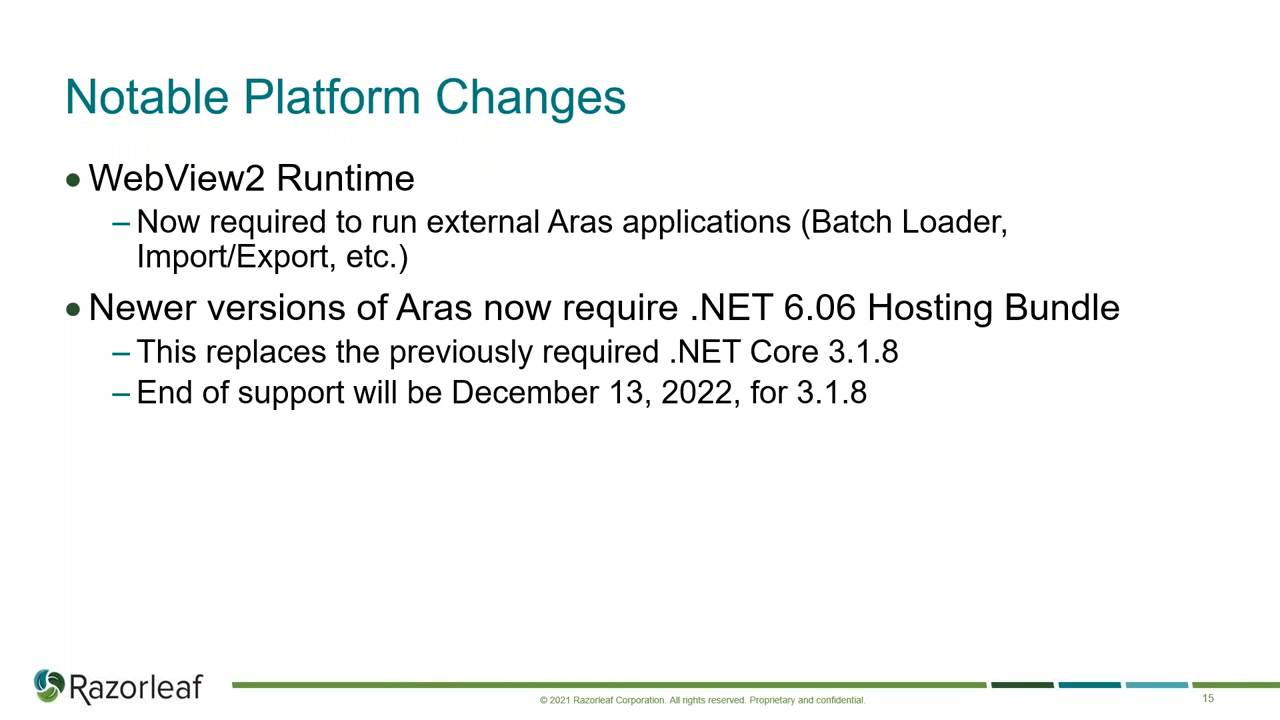 Notable Platform Changes
• WebView2 Runtime
– Now required to run external Aras applications (Batch Loader,
Import/Export, etc.)
• Newer versions of Aras now require .NET 6.06 Hosting Bundle
– This replaces the previously required .NET Core 3.1.8
– End of support will be December 13, 2022, for 3.1.8
Razorleaf
© 2021 Razorleaf Corporation. All rights reserved. Proprietary and confidential.
15